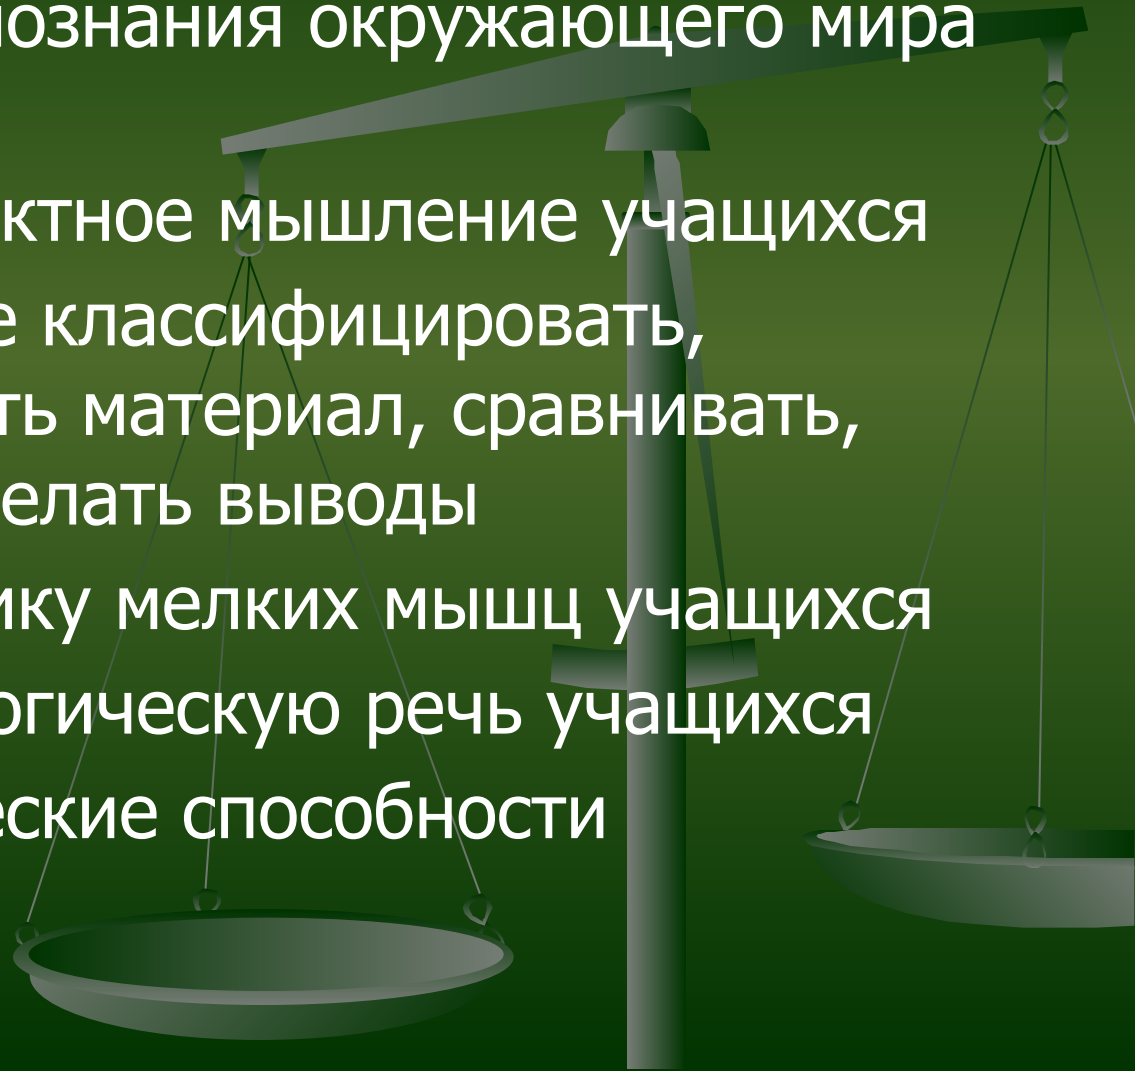 познания окружающего мира
ктное мышление учащихся
е классифицировать,
ть материал, сравнивать,
елать выводы
ику мелких мышц учащихся
огическую речь учащихся
еские способности